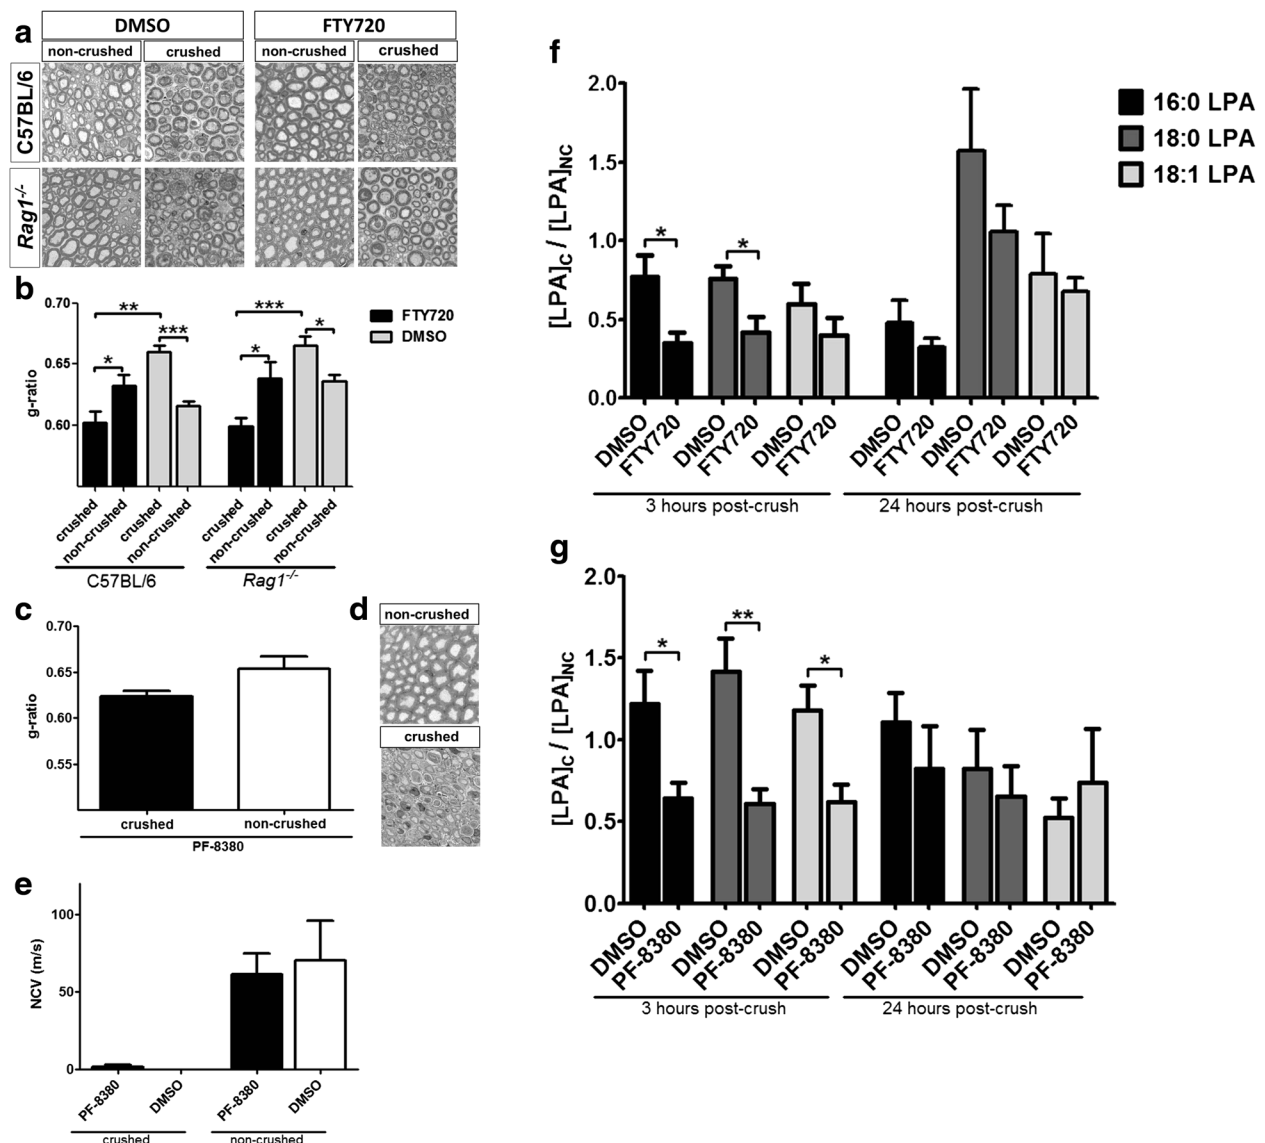 a
DMSO
FTY720
non-crushed
crushed
non-crushed
crushed
C57BL/6
Rag1-/-
b
0.70
0.65
0.60
g-ratio
**
***
*
***
*
*
FTY720
DMSO
crushed
non-crushed
crushed
non-crushed
crushed
non-crushed
crushed
non-crushed
C57BL/6
Rag1-/-
c
0.70
0.65
0.60
0.55
g-ratio
crushed
non-crushed
PF-8380
d
non-crushed
crushed
e
100
50
0
NCV (m/s)
PF-8380
DMSO
PF-8380
DMSO
crushed
non-crushed
f
2.0
1.5
1.0
0.5
0.0
[LPA]C / [LPA]NC
*
*
16:0 LPA
18:0 LPA
18:1 LPA
DMSO
FTY720
DMSO
FTY720
DMSO
FTY720
DMSO
FTY720
DMSO
FTY720
DMSO
FTY720
3 hours post-crush
24 hours post-crush
g
2.0
1.5
1.0
0.5
0.0
[LPA]C / [LPA]NC
*
**
*
DMSO
PF-8380
DMSO
PF-8380
DMSO
PF-8380
DMSO
PF-8380
DMSO
PF-8380
DMSO
PF-8380
3 hours post-crush
24 hours post-crush